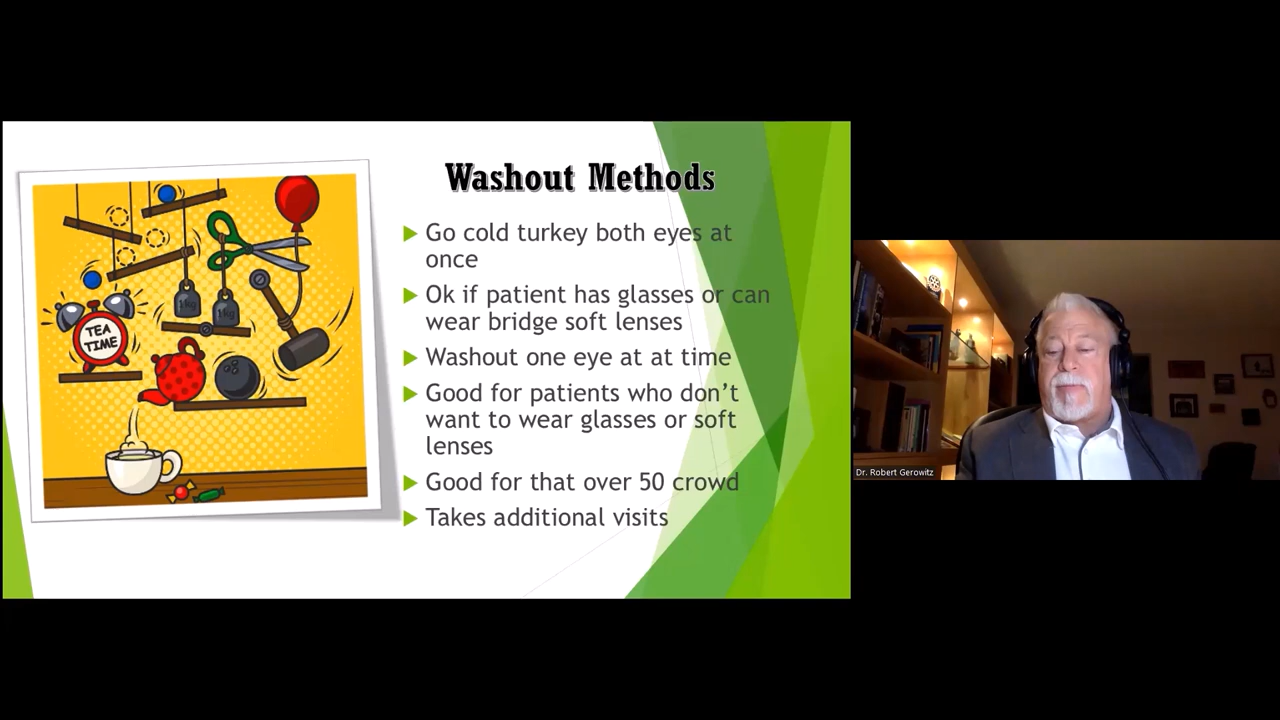 Washout Methods
Go cold turkey both eyes at
once
Ok if patient has glasses or can
wear bridge soft lenses
Washout one eye at at time
Good for patients who don't
want to wear glasses or soft
lenses
Good for that over 50 crowd
Takes additional visits
TEA
TIME
1kg
1kg
Dr. Robert Gerowitz